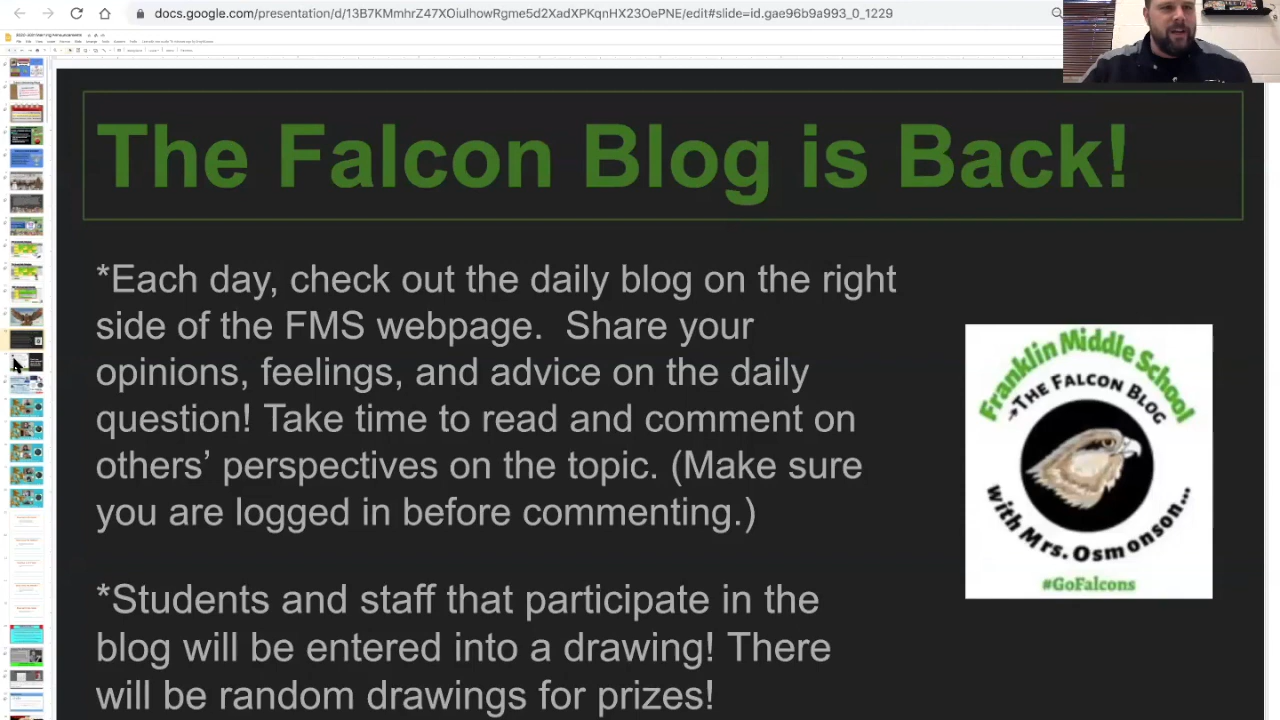 docs.google.com/presentation/d/13B7KMmhrZ47XOiulhowRgme5d2XadXPKqnHX23OePNE/edit#slide=id.gae96b9a993_0_1229
The Falcon Blog is Back!
*Each day, check out the daily blog on the right
side of the FMS webpage.  Share your
opinions, feelings, and advice on the daily
question! Take time to read and comment on
others’ perspectives on the topic. (Make sure
you are logged in before commenting.)
*Students and staff that participate in the
blog will be entered into a drawing! There
will be random drawings for prizes!
Franklin Middle School
THE FALCON BLOG
with Mrs. Osmonson...
#GoFalcons